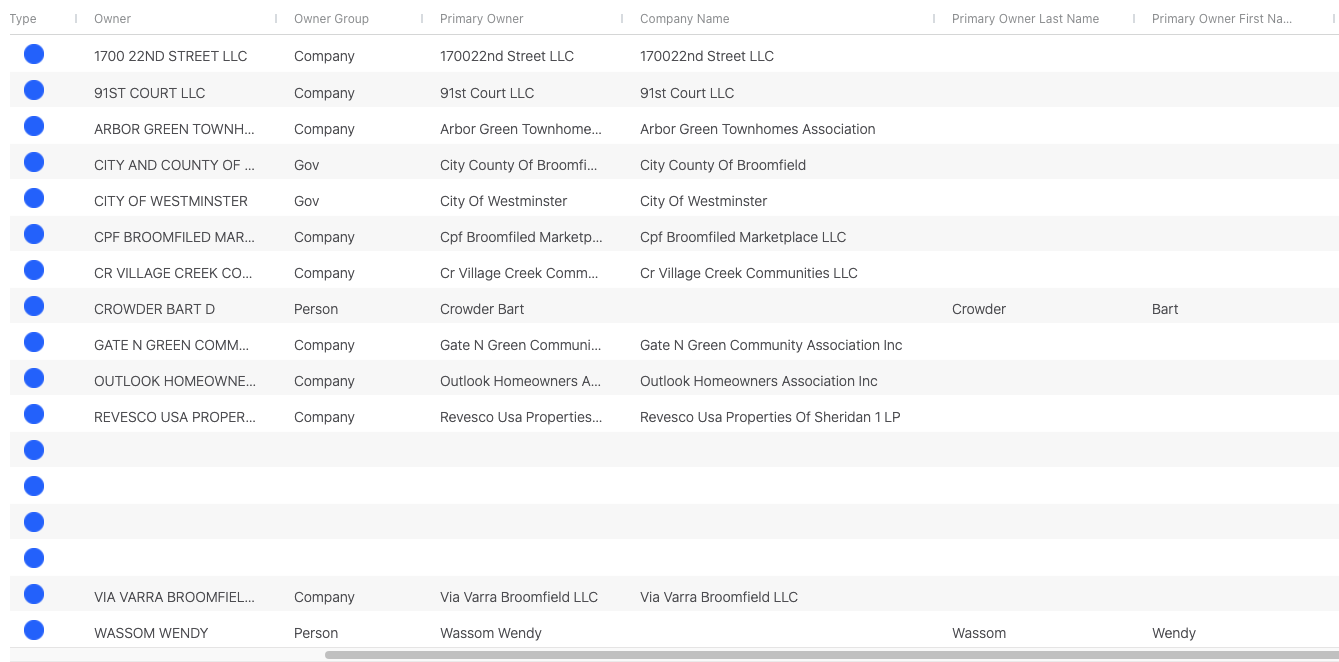 Type Owner Owner Group Primary Owner Company Name Primary Owner Last Name Primary Owner First Na...
1700 22ND STREET LLC Company 170022nd Street LLC 170022nd Street LLC
91ST COURT LLC Company 91st Court LLC 91st Court LLC
ARBOR GREEN TOWNH... Company Arbor Green Townhome... Arbor Green Townhomes Association
CITY AND COUNTY OF ... Gov City County Of Broomfi... City County Of Broomfield
CITY OF WESTMINSTER Gov City Of Westminster City Of Westminster
CPF BROOMFILED MAR... Company Cpf Broomfiled Marketp... Cpf Broomfiled Marketplace LLC
CR VILLAGE CREEK CO... Company Cr Village Creek Comm... Cr Village Creek Communities LLC
CROWDER BART D Person Crowder Bart Crowder Bart
GATE N GREEN COMM... Company Gate N Green Communi... Gate N Green Community Association Inc
OUTLOOK HOMEOWNE... Company Outlook Homeowners A... Outlook Homeowners Association Inc
REVESCO USA PROPER... Company Revesco Usa Properties... Revesco Usa Properties Of Sheridan 1 LP
VIA VARRA BROOMFIEL... Company Via Varra Broomfield LLC Via Varra Broomfield LLC
WASSOM WENDY Person Wassom Wendy Wassom Wendy